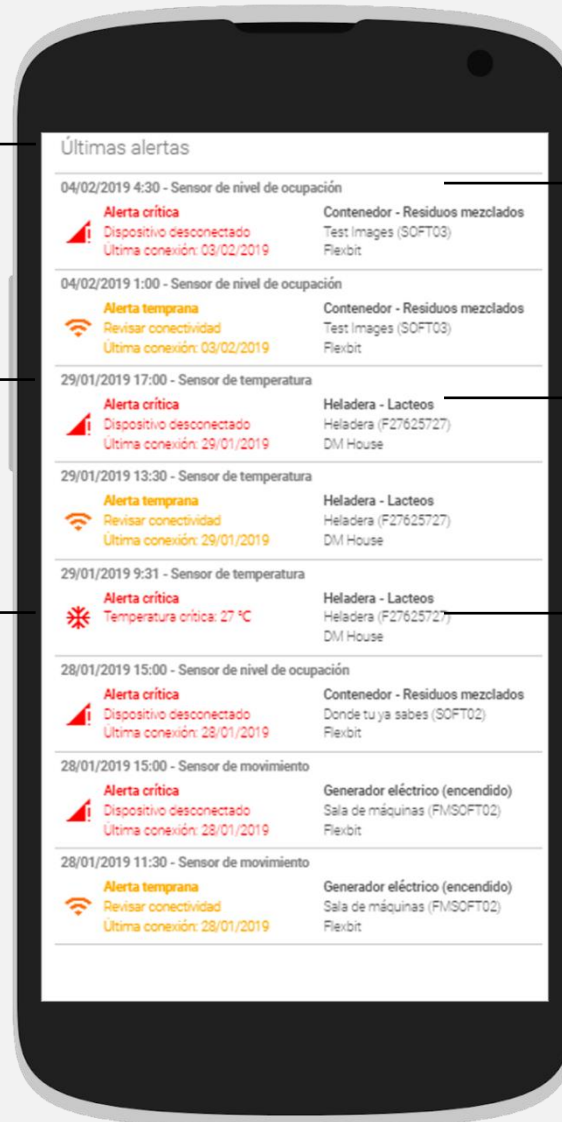 Últimas alertas
04/02/2019 4:30 - Sensor de nivel de ocupación
Alerta crítica
Dispositivo desconectado
Última conexión: 03/02/2019
Contenedor - Residuos mezclados
Test Images (SOFT03)
Flexbit
04/02/2019 1:00 - Sensor de nivel de ocupación
Alerta temprana
Revisar conectividad
Última conexión: 03/02/2019
Contenedor - Residuos mezclados
Test Images (SOFT03)
Flexbit
29/01/2019 17:00 - Sensor de temperatura
Alerta crítica
Dispositivo desconectado
Última conexión: 29/01/2019
Heladera - Lacteos
Heladera (F27625727)
DM House
29/01/2019 13:30 - Sensor de temperatura
Alerta temprana
Revisar conectividad
Última conexión: 29/01/2019
Heladera - Lacteos
Heladera (F27625727)
DM House
29/01/2019 9:31 - Sensor de temperatura
Alerta crítica
Temperatura crítica: 27 ºC
Heladera - Lacteos
Heladera (F27625727)
DM House
28/01/2019 15:00 - Sensor de nivel de ocupación
Alerta crítica
Dispositivo desconectado
Última conexión: 28/01/2019
Contenedor - Residuos mezclados
Donde tu ya sabes (SOFT02)
Flexbit
28/01/2019 15:00 - Sensor de movimiento
Alerta crítica
Dispositivo desconectado
Última conexión: 28/01/2019
Generador eléctrico (encendido)
Sala de máquinas (FMSOFT02)
Flexbit
28/01/2019 11:30 - Sensor de movimiento
Alerta temprana
Revisar conectividad
Última conexión: 28/01/2019
Generador eléctrico (encendido)
Sala de máquinas (FMSOFT02)
Flexbit